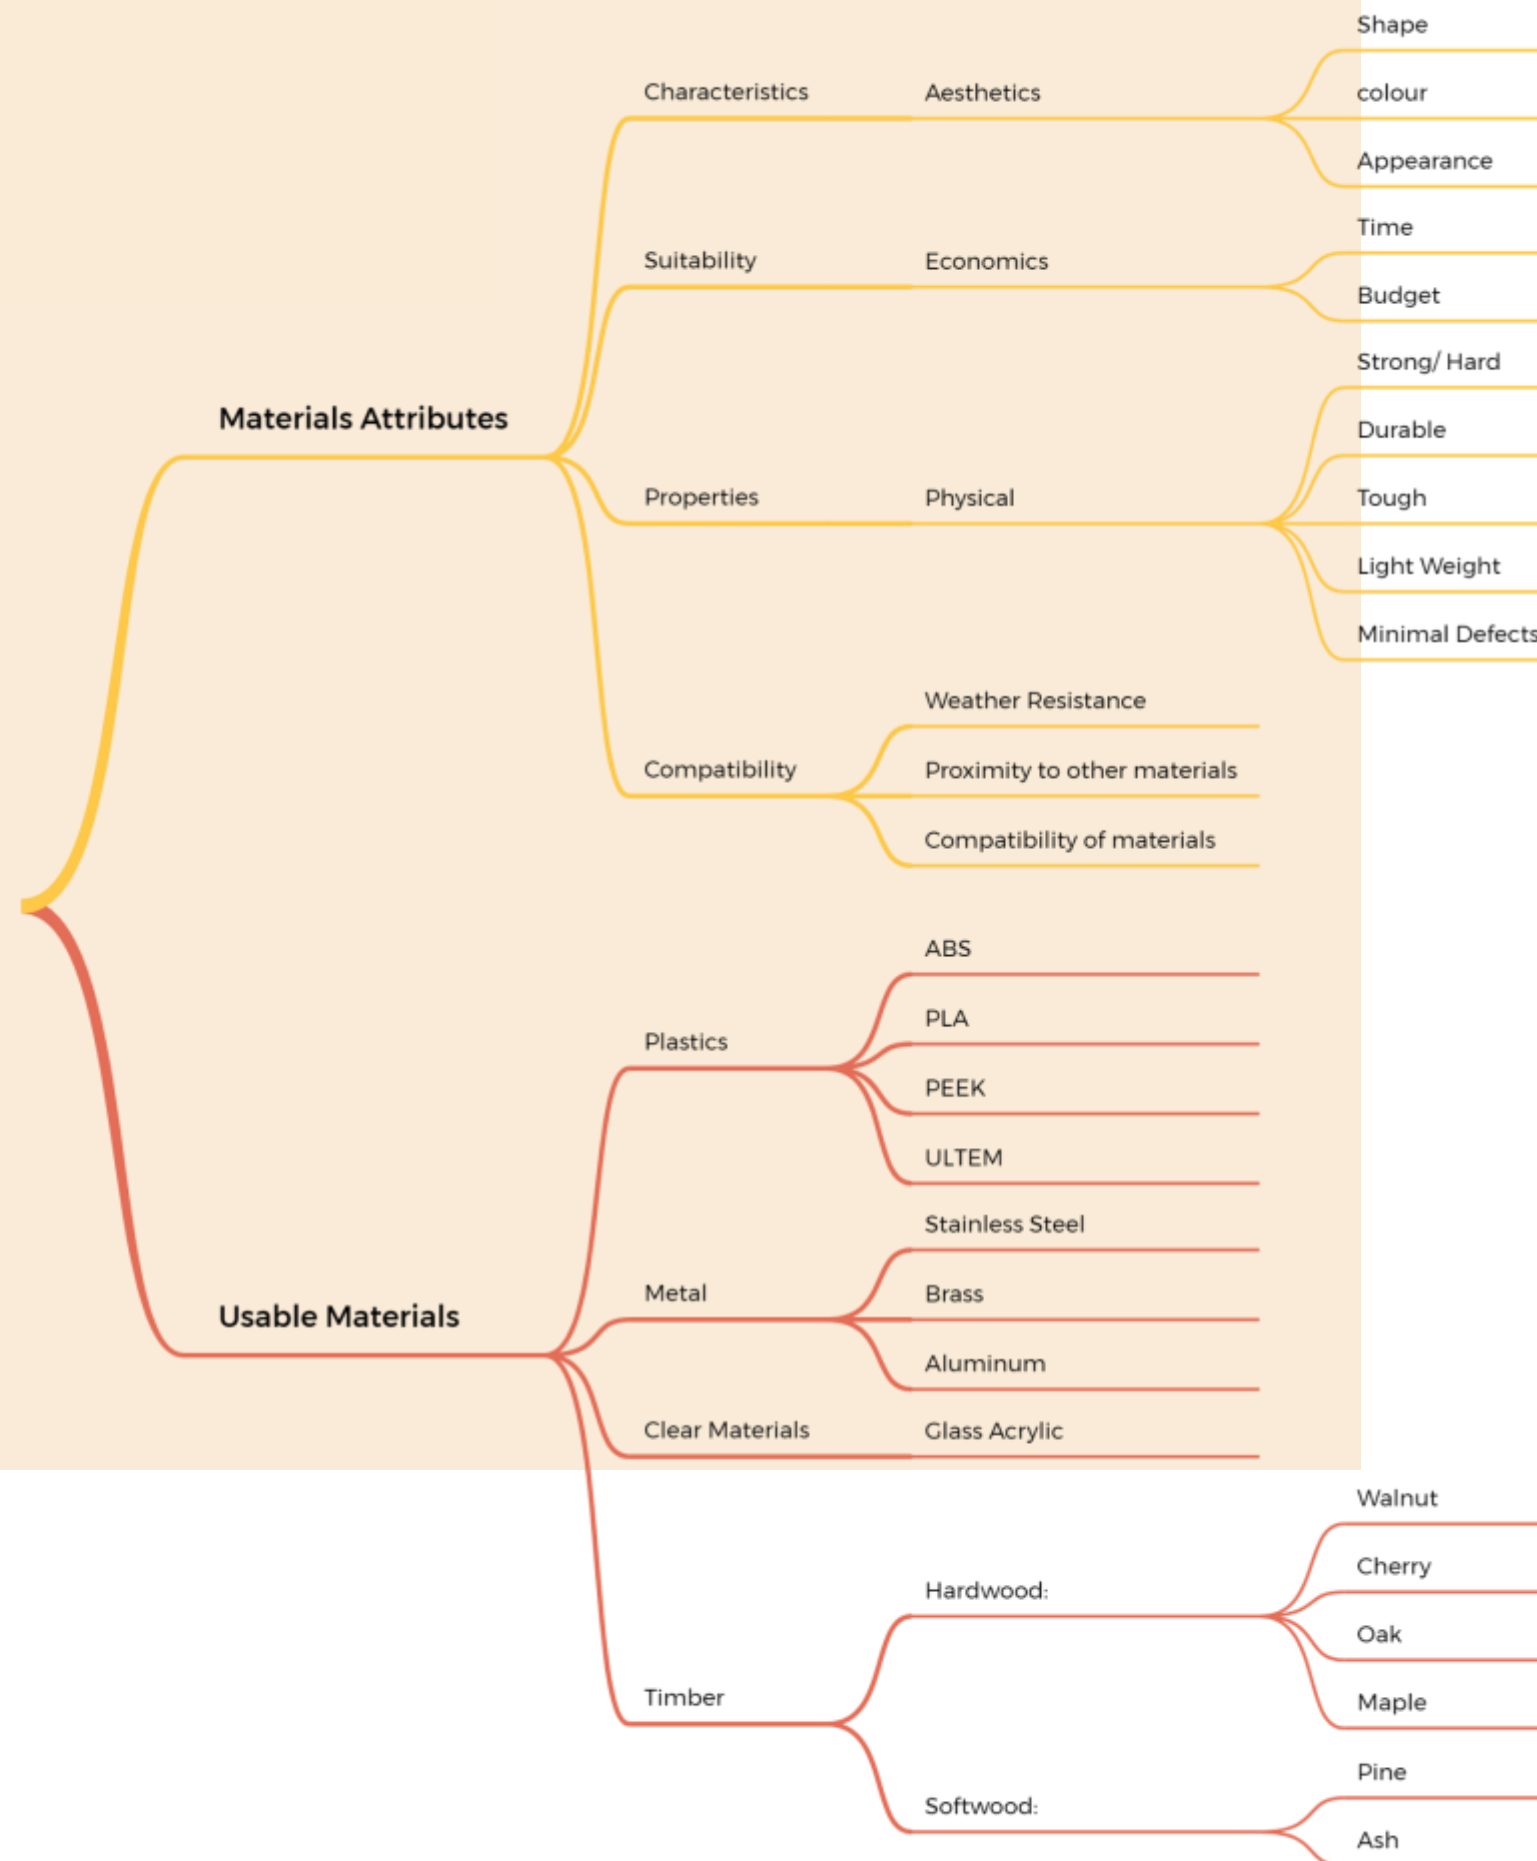 Materials Attributes
Characteristics
Aesthetics
Shape
colour
Appearance
Suitability
Economics
Time
Budget
Properties
Physical
Strong/ Hard
Durable
Tough
Light Weight
Minimal Defects
Compatibility
Weather Resistance
Proximity to other materials
Compatibility of materials
Usable Materials
Plastics
ABS
PLA
PEEK
ULTEM
Metal
Stainless Steel
Brass
Aluminum
Clear Materials
Glass Acrylic
Timber
Hardwood:
Walnut
Cherry
Oak
Maple
Softwood:
Pine
Ash